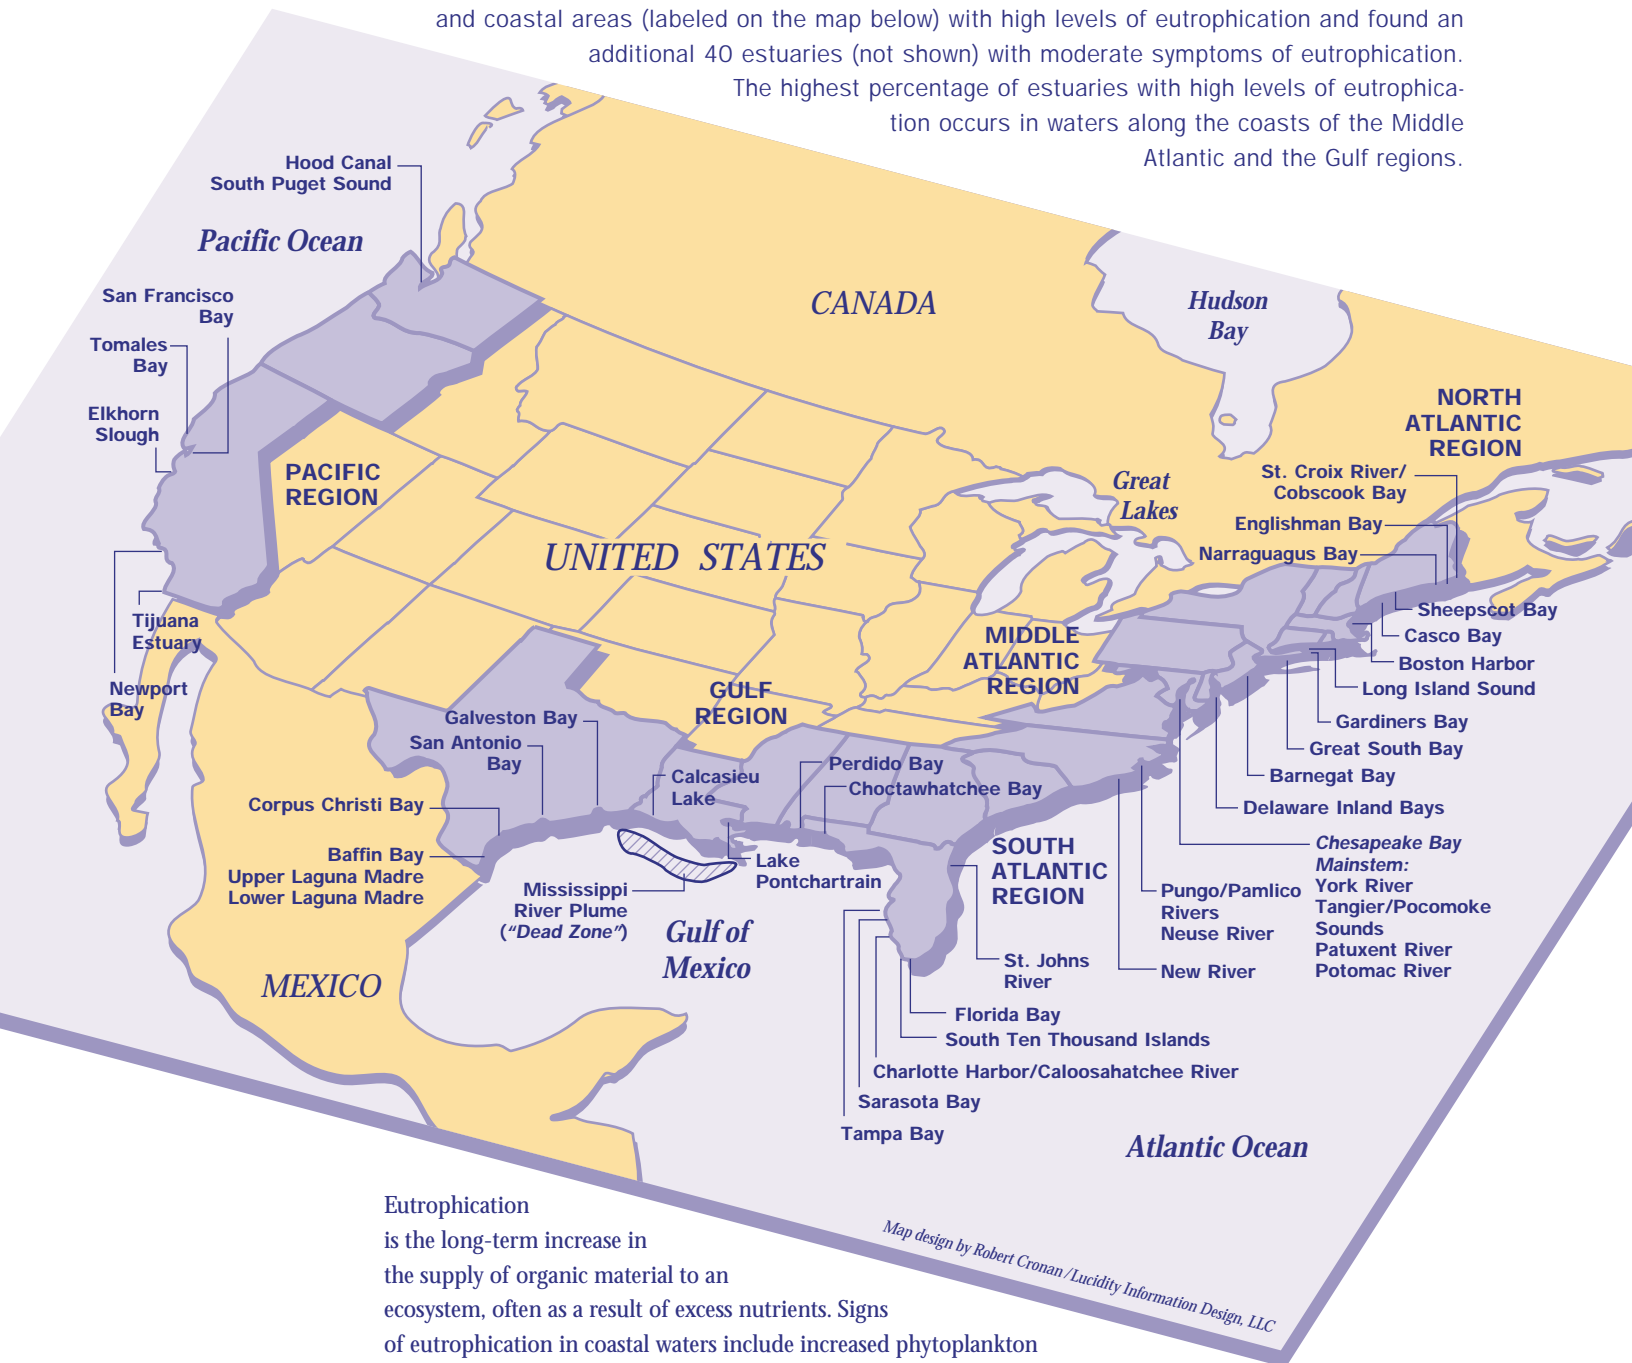 and coastal areas (labeled on the map below) with high levels of eutrophication and found an
additional 40 estuaries (not shown) with moderate symptoms of eutrophication.
The highest percentage of estuaries with high levels of eutrophica-
tion occurs in waters along the coasts of the Middle
Atlantic and the Gulf regions.
Hood Canal
South Puget Sound
Pacific Ocean
San Francisco
Bay
Tomales
Bay
Elkhorn
Slough
PACIFIC
REGION
Tijuana
Estuary
Newport
Bay
CANADA
Hudson
Bay
UNITED STATES
Great
Lakes
NORTH
ATLANTIC
REGION
St. Croix River/
Cobscook Bay
Englishman Bay
Narraguagus Bay
Sheepscot Bay
Casco Bay
Boston Harbor
Long Island Sound
Gardiners Bay
Great South Bay
Barnegat Bay
Delaware Inland Bays
MIDDLE
ATLANTIC
REGION
Chesapeake Bay
Mainstem:
York River
Tangier/Pocomoke
Sounds
Patuxent River
Potomac River
GULF
REGION
Galveston Bay
San Antonio
Bay
Corpus Christi Bay
Baffin Bay
Upper Laguna Madre
Lower Laguna Madre
Calcasieu
Lake
Perdido Bay
Choctawhatchee Bay
Lake
Pontchartrain
Mississippi
River Plume
("Dead Zone")
Gulf of
Mexico
MEXICO
SOUTH
ATLANTIC
REGION
Pungo/Pamlico
Rivers
Neuse River
New River
St. Johns
River
Florida Bay
South Ten Thousand Islands
Charlotte Harbor/Caloosahatchee River
Sarasota Bay
Tampa Bay
Atlantic Ocean
Map design by Robert Cronan/Lucidity Information Design, LLC
Eutrophication
is the long-term increase in
the supply of organic material to an
ecosystem, often as a result of excess nutrients. Signs
of eutrophication in coastal waters include increased phytoplankton